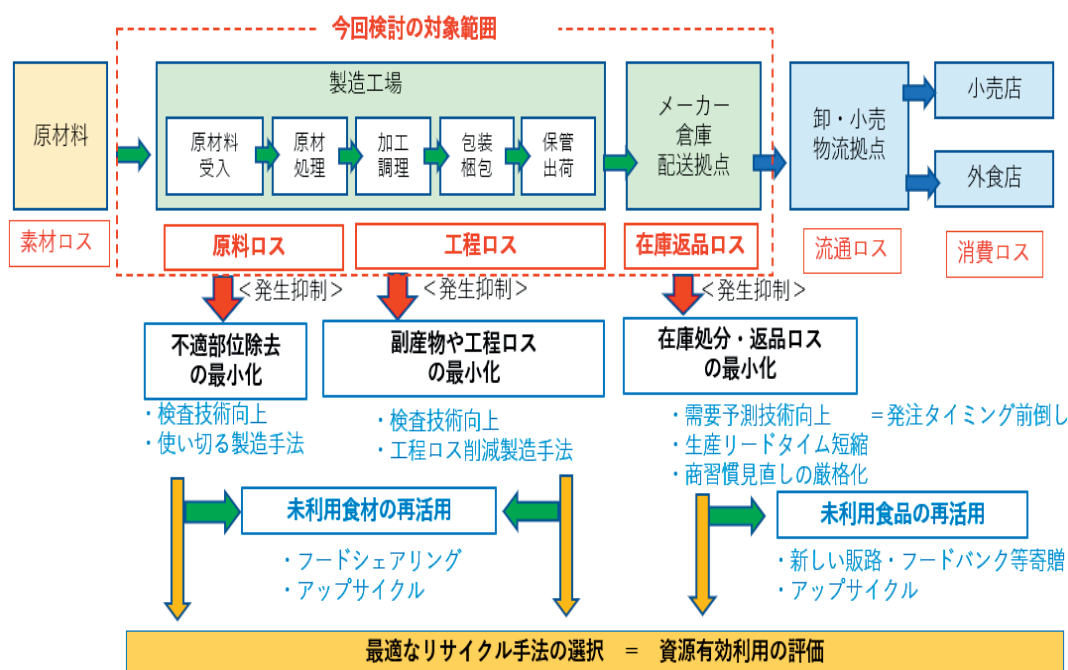 今回検討の対象範囲
原材料
製造工場
原材料
受入
原材
処理
加工
調理
包装
梱包
保管
出荷
メーカー
倉庫
配送拠点
卸・小売
物流拠点
小売店
外食店
素材ロス
原料ロス
工程ロス
在庫返品ロス
流通ロス
消費ロス
＜発生抑制＞
＜発生抑制＞
＜発生抑制＞
不適部位除去
の最小化
副産物や工程ロス
の最小化
在庫処分・返品ロス
の最小化
・検査技術向上
・使い切る製造手法
・検査技術向上
・工程ロス削減製造手法
・需要予測技術向上　＝発注タイミング前倒し
・生産リードタイム短縮
・商習慣見直しの厳格化
未利用食材の再活用
・フードシェアリング
・アップサイクル
未利用食品の再活用
・新しい販路・フードバンク等寄贈
・アップサイクル
最適なリサイクル手法の選択　＝　資源有効利用の評価